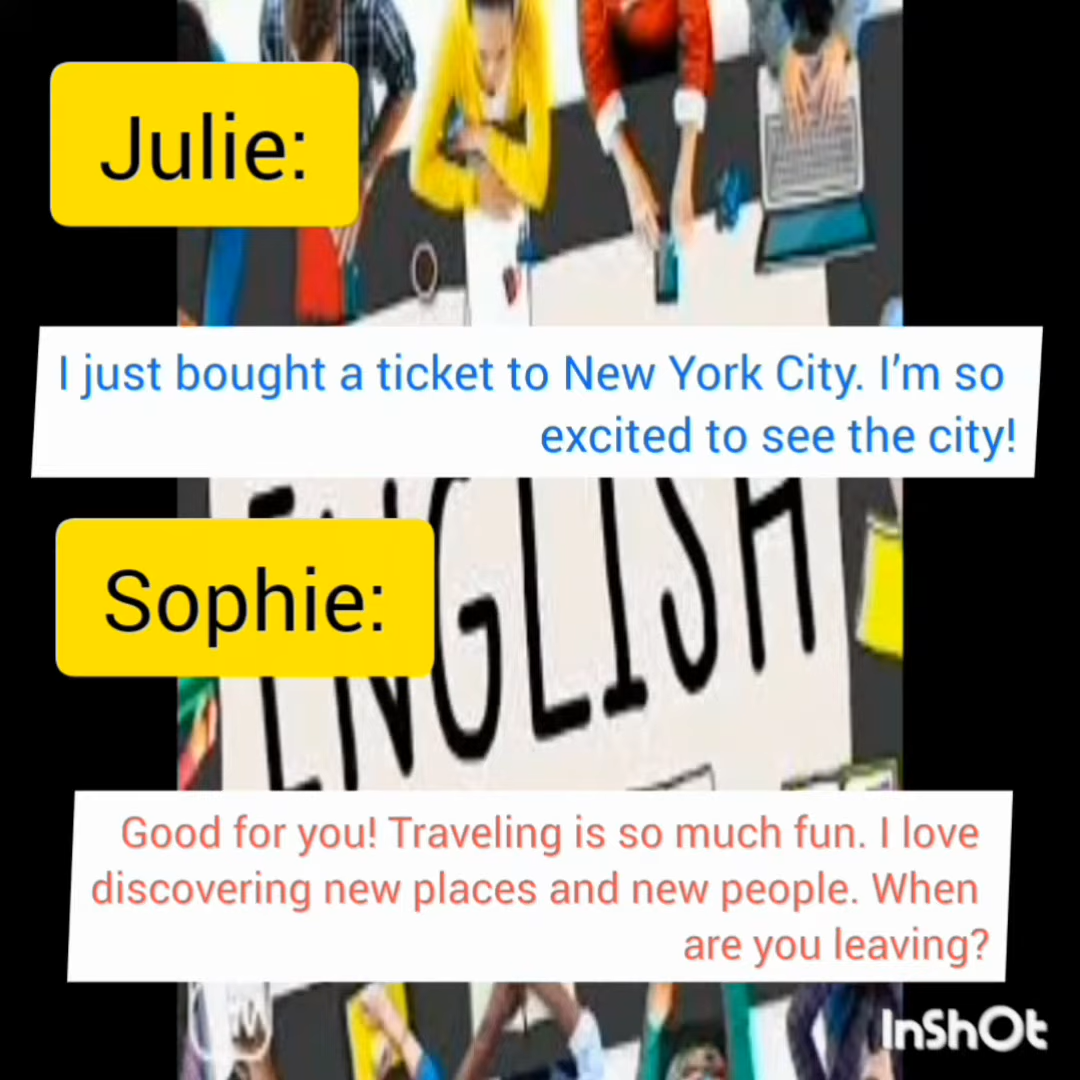 Julie:
I just bought a ticket to New York City. I’m so
excited to see the city!
ENGLISH
Sophie:
Good for you! Traveling is so much fun. I love
discovering new places and new people. When
are you leaving?
InShOt